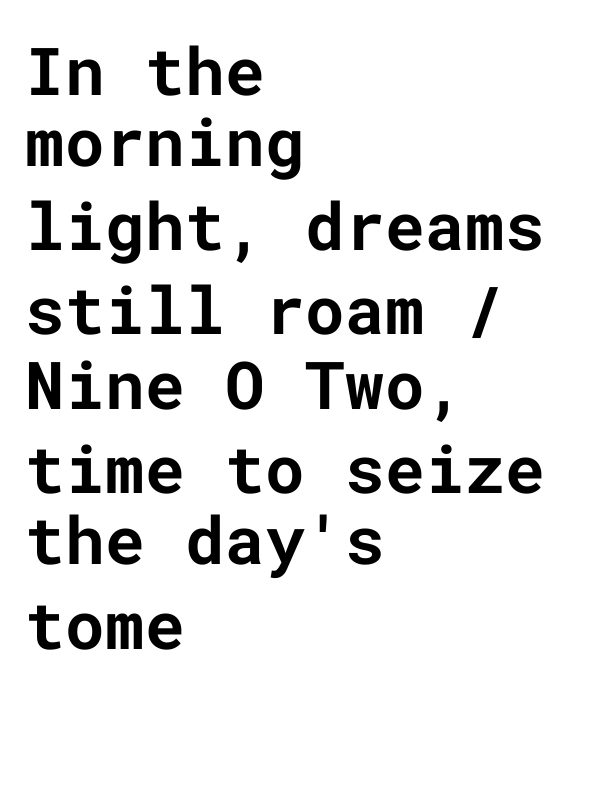 In the
morning
light, dreams
still roam /
Nine O Two,
time to seize
the day's
tome